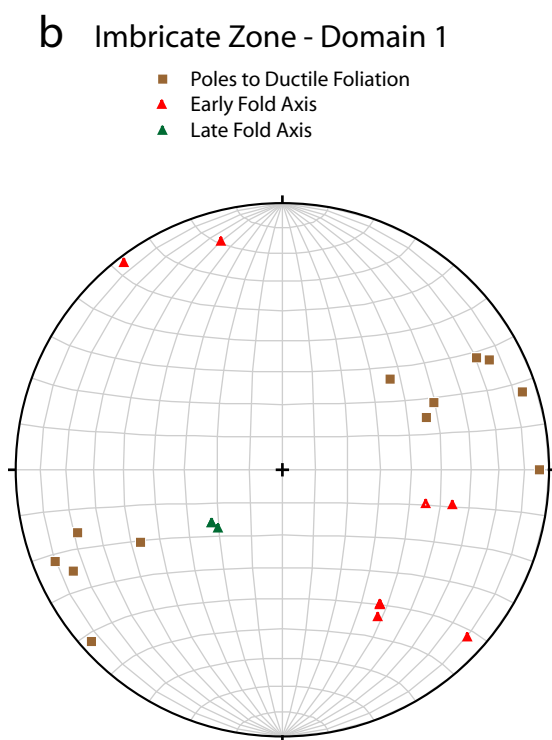 b Imbricate Zone - Domain 1
Poles to Ductile Foliation
Early Fold Axis
Late Fold Axis